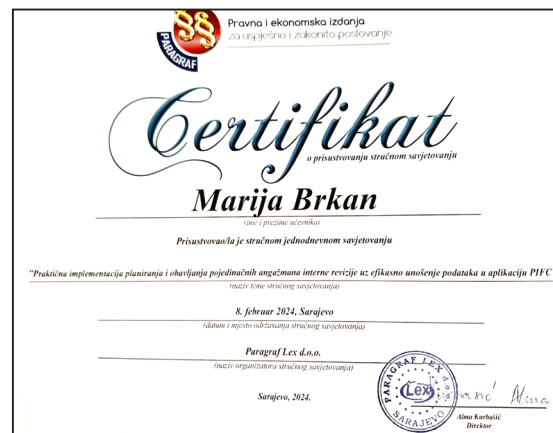 §§
PARAGRAF
Pravna i ekonomska izdanja
za uspješno i zakonito poslovanje
Certifikat
o prisustvovanju stručnom savjetovanju
Marija Brkan
(ime i prezime učesnika)
Prisustvovao/la je stručnom jednodnevnom savjetovanju
"Praktična implementacija planiranja i obavljanja pojedinačnih angažmana interne revizije uz efikasno unošenje podataka u aplikaciju PIFC
(naziv teme stručnog savjetovanja)
8. februar 2024, Sarajevo
(datum i mjesto održavanja stručnog savjetovanja)
Paragraf Lex d.o.o.
(naziv organizatora stručnog savjetovanja)
PARAGRAF LEX d.o.o.
Lex
SARAJEVO
Alma
Sarajevo, 2024.
Alma Kurbašić
Direktor